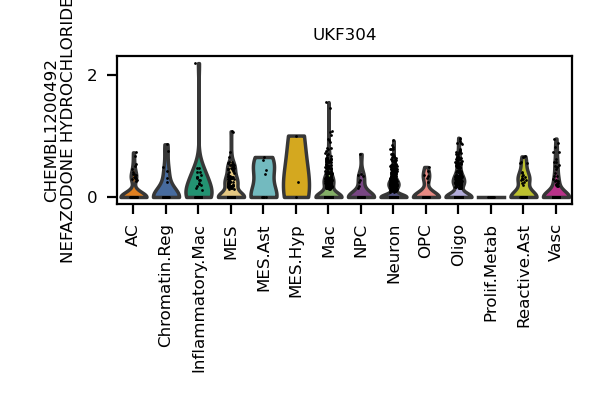 UKF304
CHEMBL1200492
NEFAZODONE HYDROCHLORIDE
2
0
AC
Chromatin.Reg
Inflammatory.Mac
MES
MES.Ast
MES.Hyp
Mac
NPC
Neuron
OPC
Oligo
Prolif.Metab
Reactive.Ast
Vasc